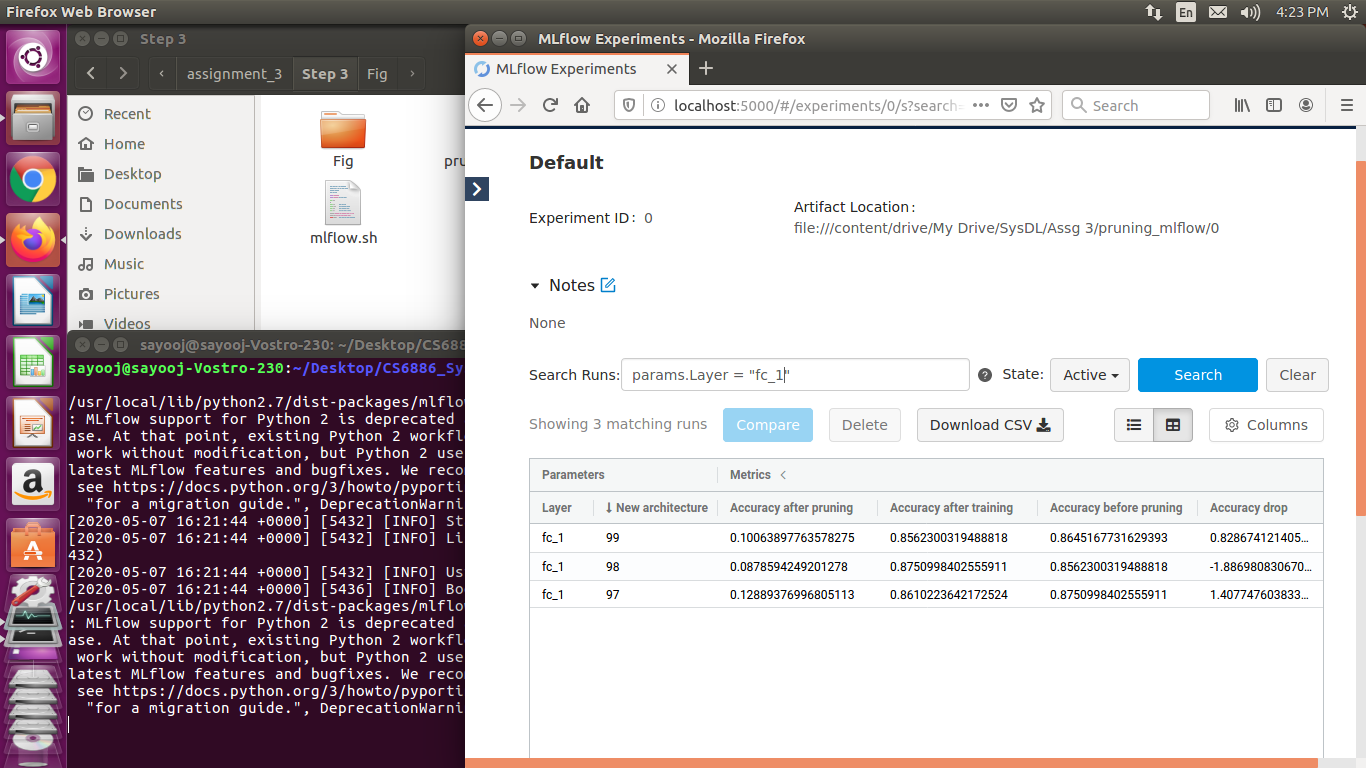 Firefox Web Browser
En
4:23 PM
Step 3
assignment_3
Step 3
Fig
Recent
Home
Desktop
Documents
Downloads
Music
Pictures
Videos
Fig
pru
mlflow.sh
MLflow Experiments - Mozilla Firefox
MLflow Experiments
localhost:5000/#/experiments/0/s?search=
Search
Default
Experiment ID: 0
Artifact Location:
file:///content/drive/My Drive/SysDL/Assg 3/pruning_mlflow/0
Notes
None
Search Runs:
params.Layer = "fc_1"
State:
Active
Search
Clear
Showing 3 matching runs
Compare
Delete
Download CSV
Columns
Parameters
Metrics
Layer
New architecture
Accuracy after pruning
Accuracy after training
Accuracy before pruning
Accuracy drop
fc_1 99 0.10063897763578275 0.8562300319488818 0.8645167731629393 0.828674121405...
fc_1 98 0.0878594249201278 0.8750998402555911 0.8562300319488818 -1.886980830670...
fc_1 97 0.12889376996805113 0.8610223642172524 0.8750998402555911 1.407747603833...
sayooj@sayooj-Vostro-230: ~/Desktop/CS6886
sayooj@sayooj-Vostro-230:~/Desktop/CS6886_Sy
/usr/local/lib/python2.7/dist-packages/mlflow
: MLflow support for Python 2 is deprecated
ase. At that point, existing Python 2 workfl
work without modification, but Python 2 use
latest MLflow features and bugfixes. We reco
see https://docs.python.org/3/howto/pyporti
"for a migration guide.", DeprecationWarni
[2020-05-07 16:21:44 +0000] [5432] [INFO] St
[2020-05-07 16:21:44 +0000] [5432] [INFO] Li
432)
[2020-05-07 16:21:44 +0000] [5432] [INFO] Us
[2020-05-07 16:21:44 +0000] [5436] [INFO] Bo
/usr/local/lib/python2.7/dist-packages/mlflow
: MLflow support for Python 2 is deprecated
ase. At that point, existing Python 2 workfl
work without modification, but Python 2 use
latest MLflow features and bugfixes. We reco
see https://docs.python.org/3/howto/pyporti
"for a migration guide.", DeprecationWarni